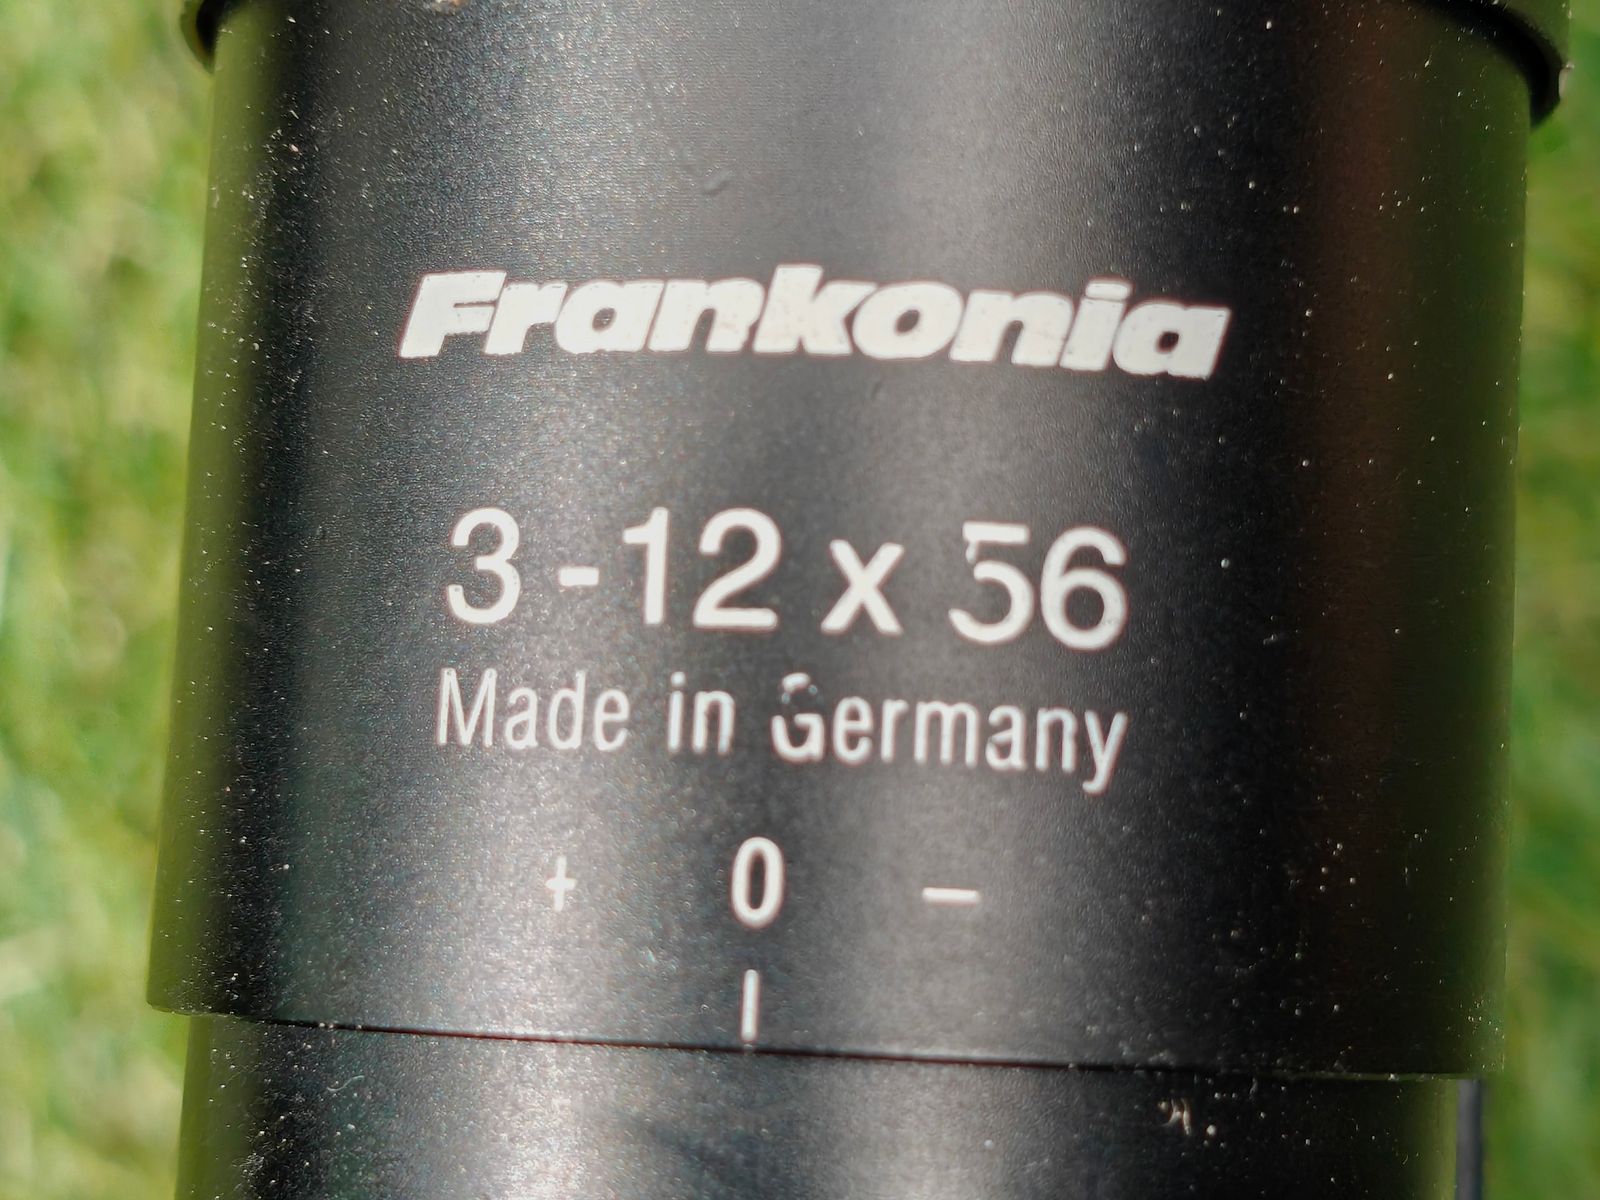 Frankonia
3-12 x 56
Made in Germany
+ 0 -